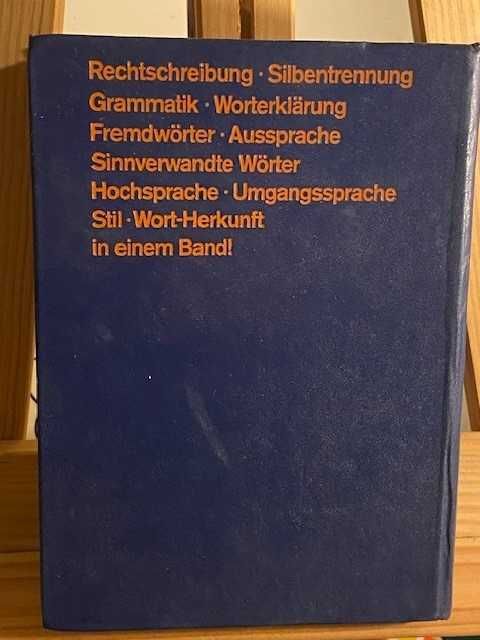 Rechtschreibung · Silbentrennung
Grammatik · Worterklärung
Fremdwörter · Aussprache
Sinnverwandte Wörter
Hochsprache · Umgangssprache
Stil · Wort-Herkunft
in einem Band!